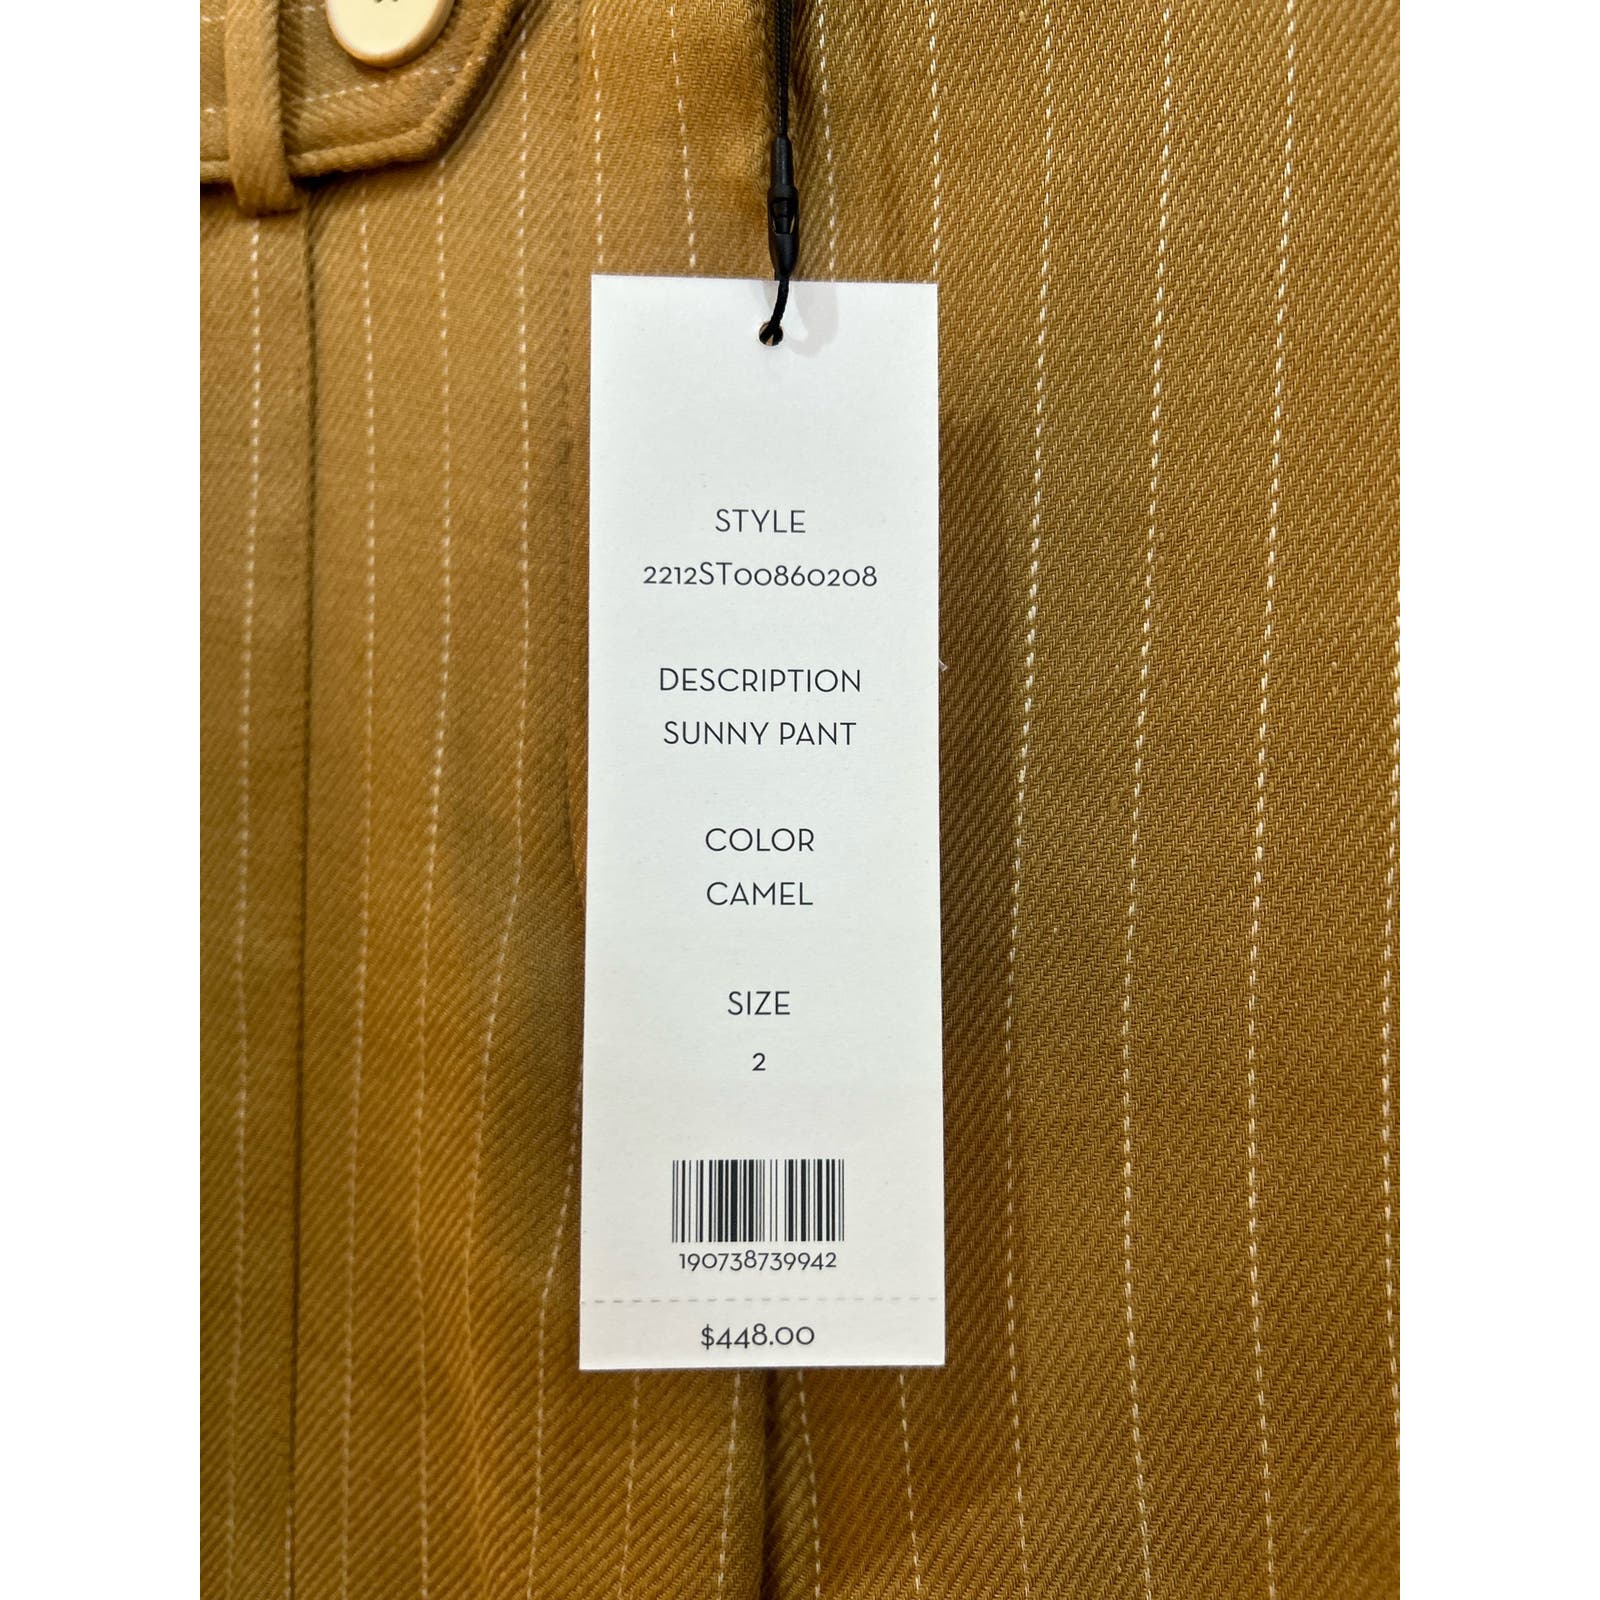 STYLE
2212ST00860208
DESCRIPTION
SUNNY PANT
COLOR
CAMEL
SIZE
2
190738739942
$448.00